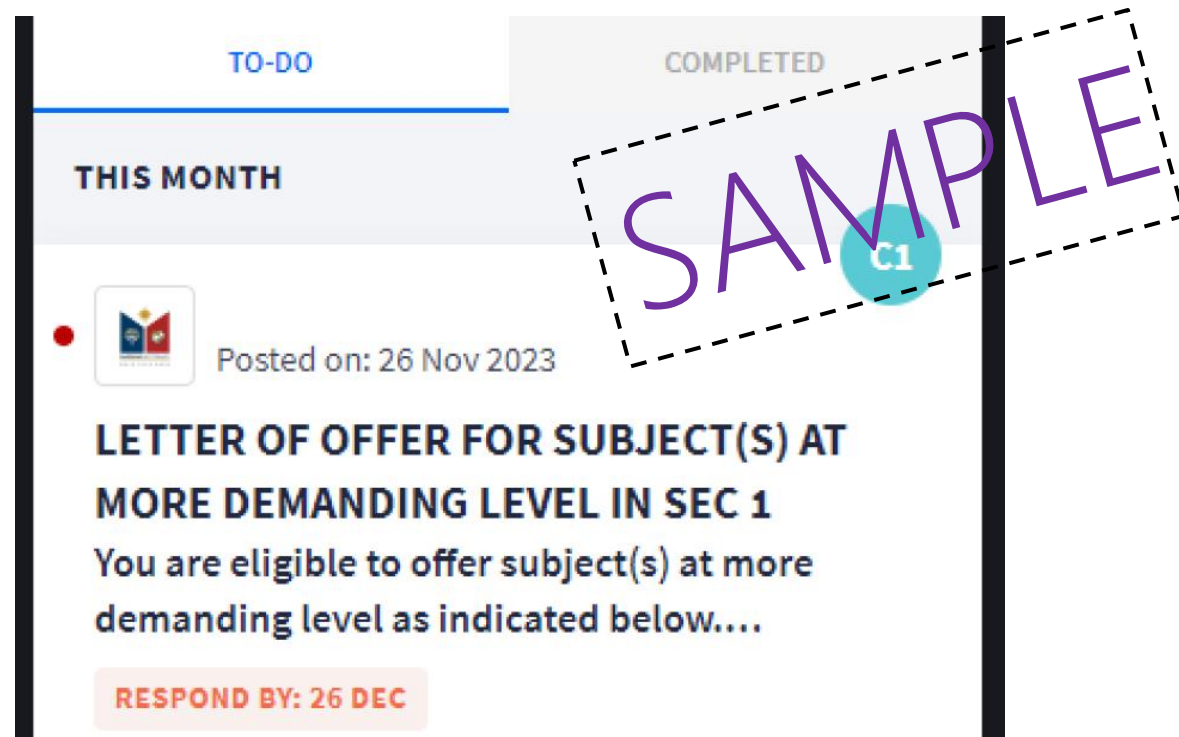 TO-DO
COMPLETED
THIS MONTH
SAMPLE
C1
Posted on: 26 Nov 2023
LETTER OF OFFER FOR SUBJECT(S) AT
MORE DEMANDING LEVEL IN SEC 1
You are eligible to offer subject(s) at more
demanding level as indicated below....
RESPOND BY: 26 DEC